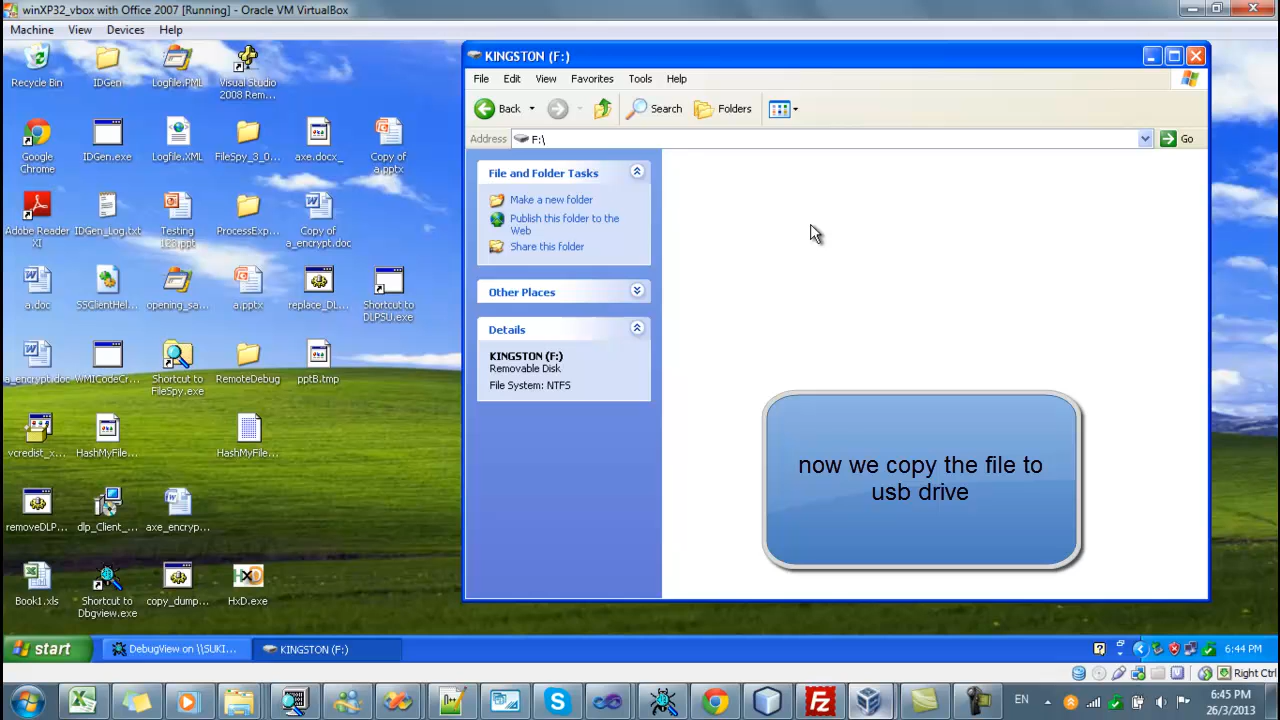 winXP32_vbox with Office 2007 [Running] - Oracle VM VirtualBox
Machine View Devices Help
Recycle Bin
IDGen
Logfile.PML
Visual Studio
2008 Rem...
Google
Chrome
IDGen.exe
Logfile.XML
FileSpy_3_0...
axe.docx_
Copy of
a.pptx
Adobe Reader
XI
IDGen_Log.txt
Testing
123.ppt
ProcessExp...
Copy of
a_encrypt.doc
a.doc
SSClientHel...
opening_sa...
a.pptx
replace_DL...
Shortcut to
DLPSU.exe
a_encrypt.doc
WMICodeCr...
Shortcut to
FileSpy.exe
RemoteDebug
pptB.tmp
vcredist_x...
HashMyFile...
HashMyFile...
removeDLP...
dlp_Client_...
axe_encryp...
Book1.xls
Shortcut to
Dbgview.exe
copy_dump...
HxD.exe
KINGSTON (F:)
File Edit View Favorites Tools Help
Back Search Folders
Address F:\ Go
File and Folder Tasks
Make a new folder
Publish this folder to the
Web
Share this folder
Other Places
Details
KINGSTON (F:)
Removable Disk
File System: NTFS
now we copy the file to
usb drive
start DebugView on \\SUKI... KINGSTON (F:) 6:44 PM
Right Ctrl
EN 6:45 PM
26/3/2013